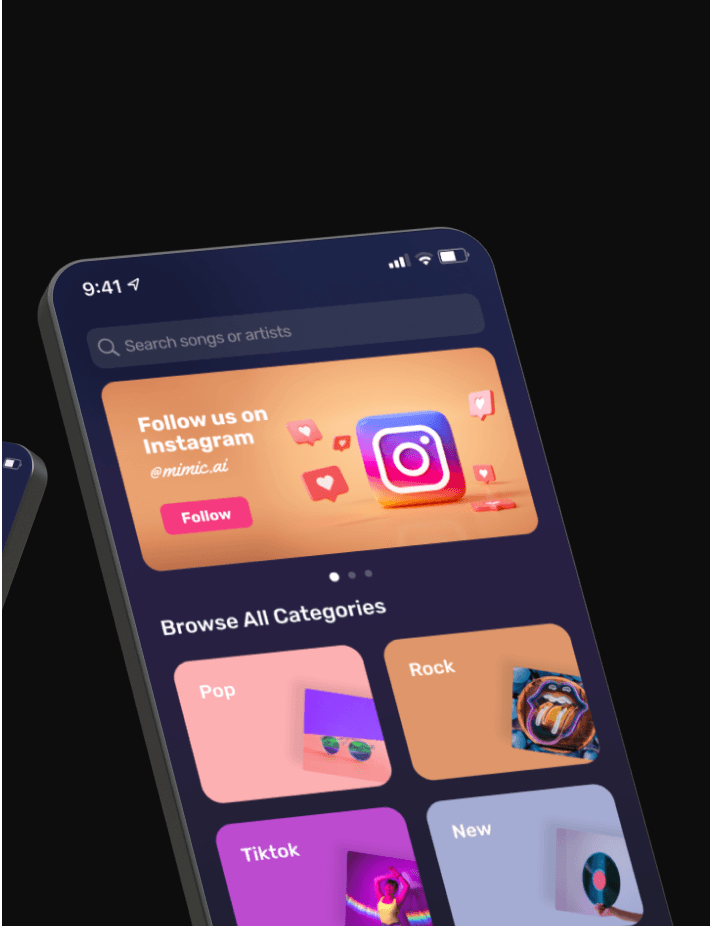 9:41
Search songs or artists
Follow us on
Instagram
@mimic.ai
Follow
Browse All Categories
Pop
Rock
Tiktok
New